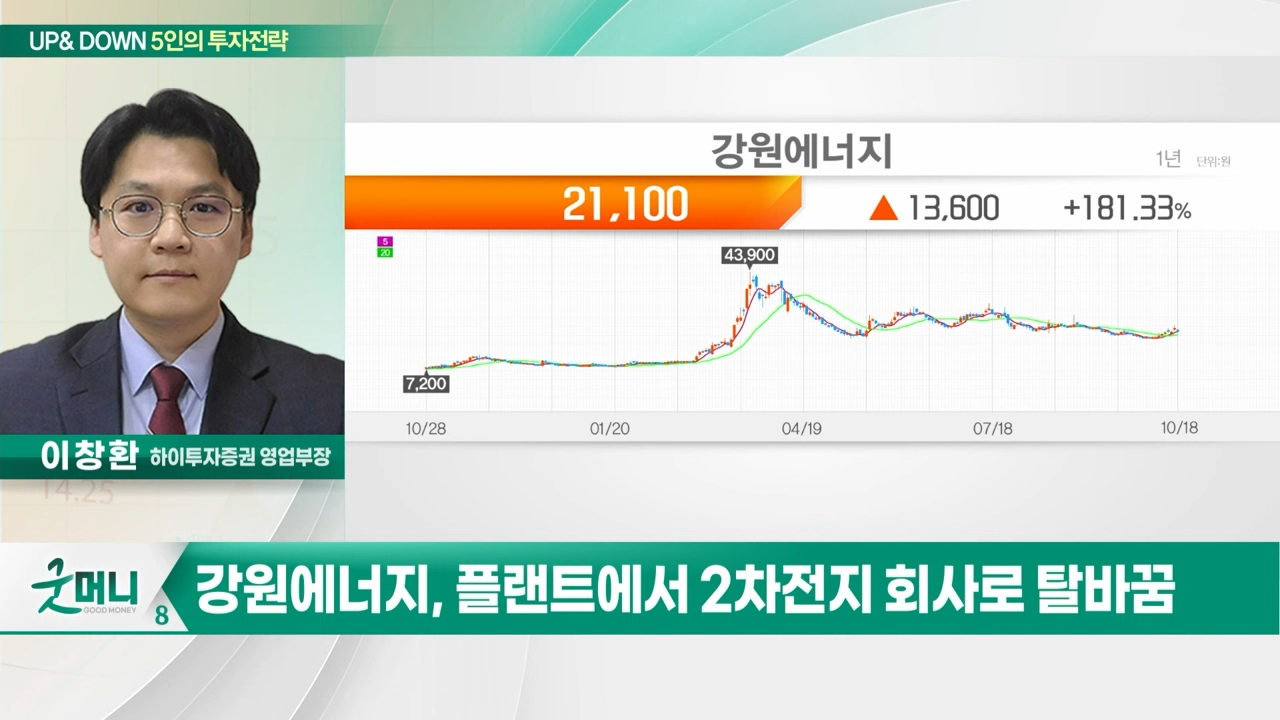 UP& DOWN 5인의 투자전략
강원에너지
1년 단위:원
21,100 ▲ 13,600 +181.33%
5
20
43,900
7,200
10/28 01/20 04/19 07/18 10/18
이창환 하이투자증권 영업부장
14.25
굿머니
GOOD MONEY
8
강원에너지, 플랜트에서 2차전지 회사로 탈바꿈